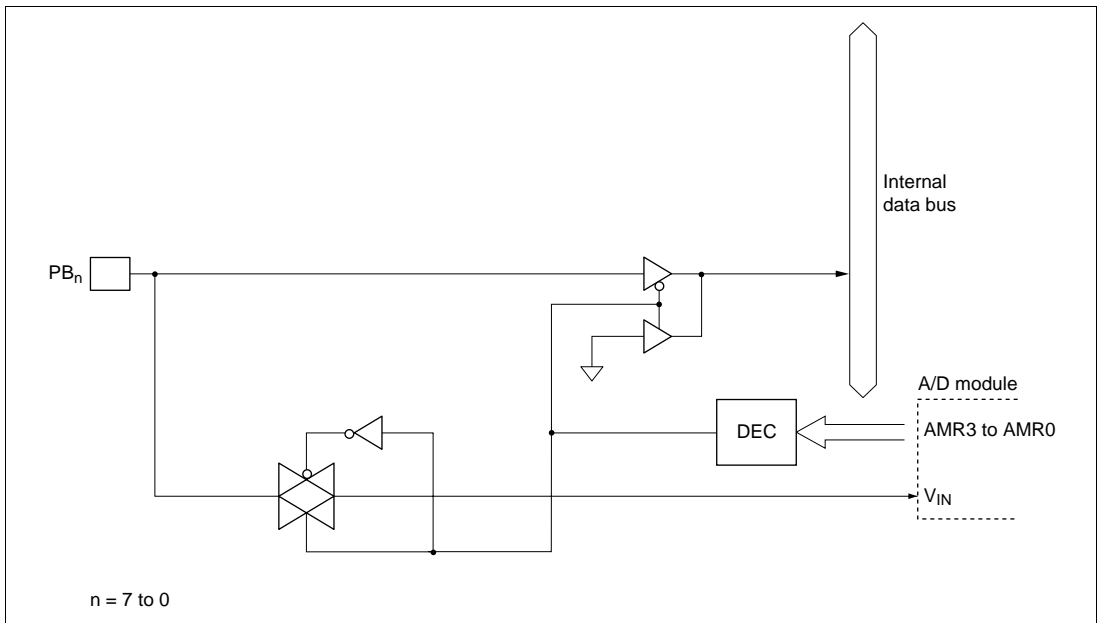 Internal
data bus
PBn
A/D module
DEC
AMR3 to AMR0
VIN
n = 7 to 0